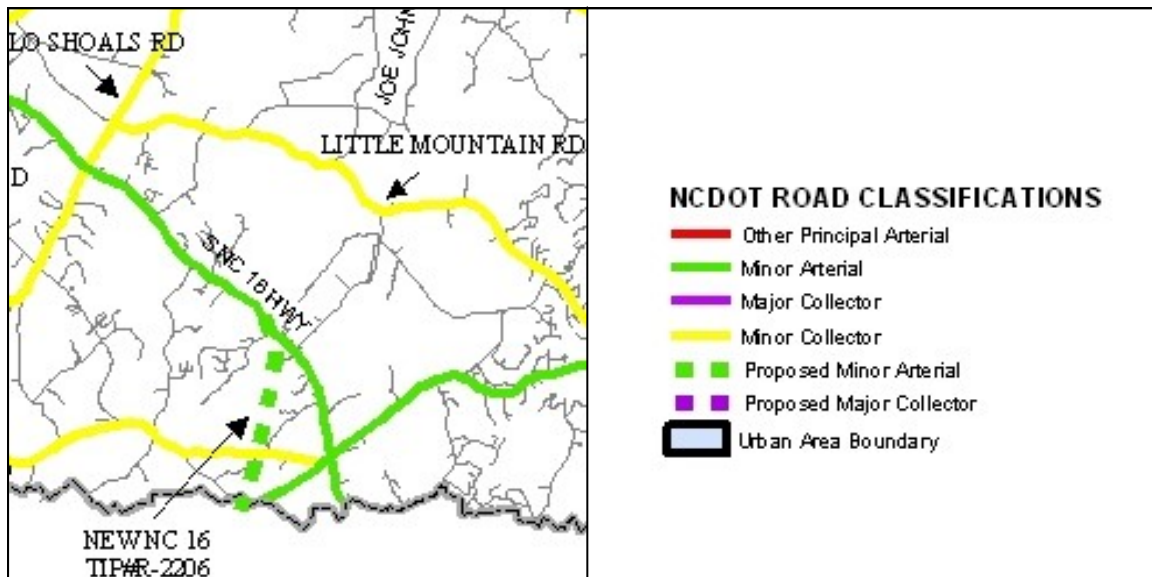 LO SHOALS RD
JOE JOHN
LITTLE MOUNTAIN RD
D
S NC 16 HWY
NEW NC 16
TIP#R-2206
NCDOT ROAD CLASSIFICATIONS
Other Principal Arterial
Minor Arterial
Major Collector
Minor Collector
Proposed Minor Arterial
Proposed Major Collector
Urban Area Boundary